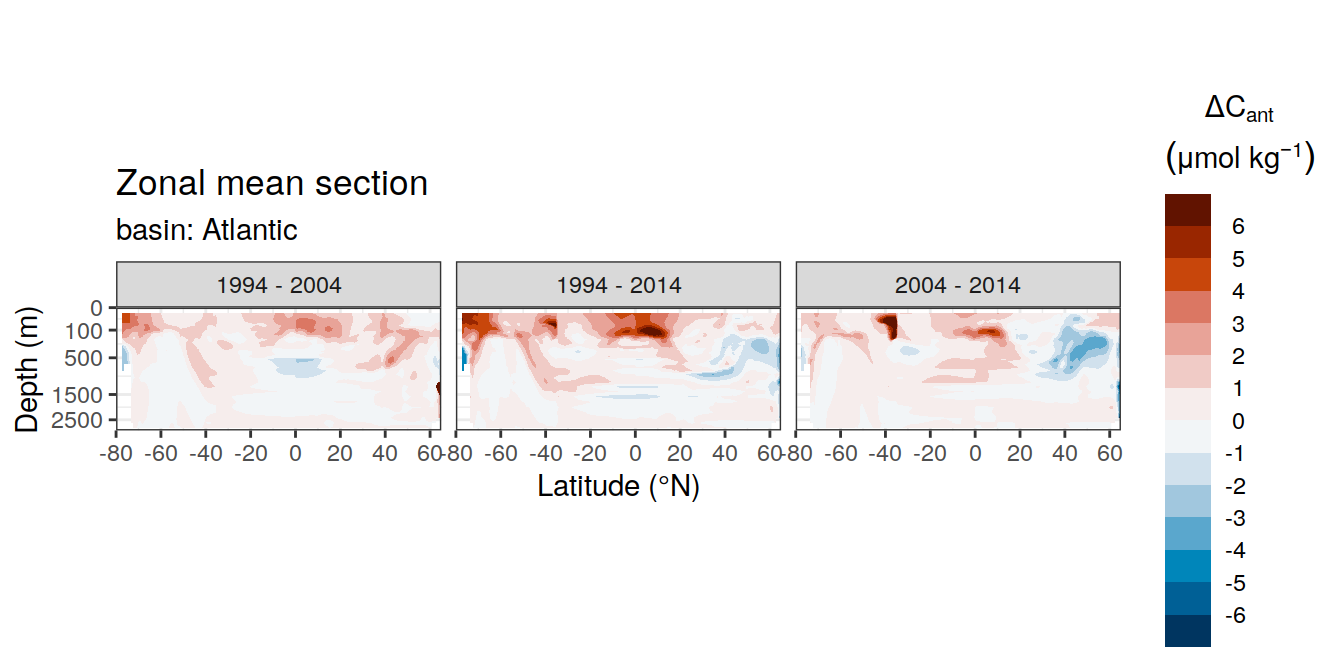 ΔCant
(μmol kg−1)
Zonal mean section
basin: Atlantic
1994 - 2004 1994 - 2014 2004 - 2014
0
100
500
1500
2500
Depth (m)
-80 -60 -40 -20 0 20 40 60 -80 -60 -40 -20 0 20 40 60 -80 -60 -40 -20 0 20 40 60
Latitude (°N)
6
5
4
3
2
1
0
-1
-2
-3
-4
-5
-6